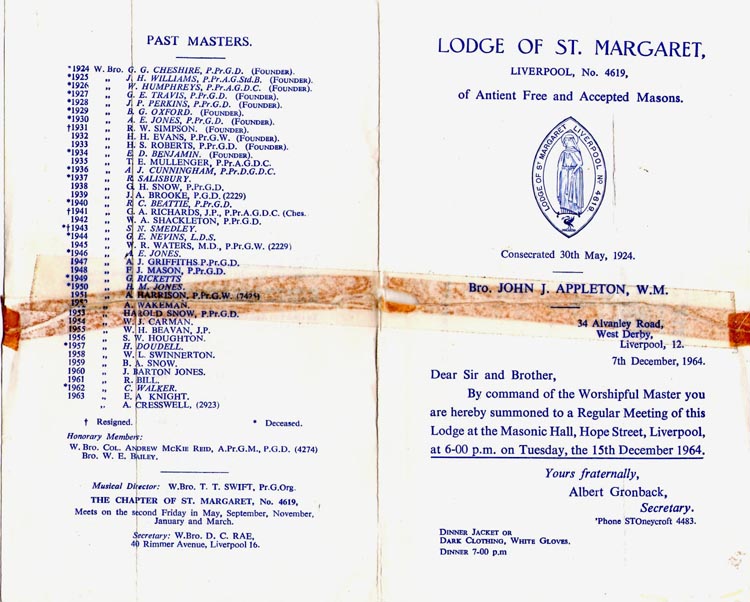 PAST MASTERS.
*1924 W. Bro. G. G. CHESHIRE, P.Pr.G.D. (FOUNDER).
*1925 „ J. H. WILLIAMS, P.Pr.A.G.Std.B. (FOUNDER).
*1926 „ W. HUMPHREYS, P.Pr.A.G.D.C. (FOUNDER).
*1927 „ G. E. TRAVIS, P.Pr.G.D. (FOUNDER).
*1928 „ J. P. PERKINS, P.Pr.G.D. (FOUNDER).
*1929 „ B. G. OXFORD. (FOUNDER).
*1930 „ A. E. JONES, P.Pr.G.D. (FOUNDER).
†1931 „ R. W. SIMPSON. (FOUNDER).
1932 „ H. H. EVANS, P.Pr.G.W. (FOUNDER).
1933 „ H. S. ROBERTS, P.Pr.G.D. (FOUNDER).
*1934 „ E. D. BENJAMIN. (FOUNDER).
1935 „ T. E. MULLENGER, P.Pr.A.G.D.C.
*1936 „ A. J. CUNNINGHAM, P.Pr.D.G.D.C.
*1937 „ R. SALISBURY.
1938 „ G. H. SNOW, P.Pr.G.D,
1939 „ J. A. BROOKE, P.G.D. (2229)
*1940 „ R. C. BEATTIE, P.Pr.G.D.
†1941 „ G. A. RICHARDS, J.P., P.Pr.A.G.D.C. (Ches.
1942 „ W. A. SHACKLETON, P.Pr.G.D.
*†1943 „ S. N. SMEDLEY.
*1944 „ G. E. NEVINS, L.D.S.
1945 „ W. R. WATERS, M.D., P.Pr.G.W. (2229)
*1946 „ A. E. JONES.
1947 „ A. J. GRIFFITHS P.Pr.G.D.
1948 „ F. J. MASON, P.Pr.G.D.
*1949 „ G. RICKETTS
*1950 „ H. M. JONES.
1951 „ A. HARRISON, P.Pr.G.W. (7425)
1952 „ A. WAKEMAN.
1953 „ HAROLD SNOW, P.Pr.G.D.
1954 „ W. J. CARMAN.
1955 „ W. H. BEAVAN, J.P.
1956 „ S. W. HOUGHTON.
*1957 „ H. DOUDELL.
1958 „ W. L. SWINNERTON.
1959 „ B. A. SNOW.
1960 „ J. BARTON JONES.
1961 „ R. BILL.
*1962 „ C. WALKER.
1963 „ E. A KNIGHT.
„ A. CRESSWELL, (2923)
† Resigned. * Deceased.
Honorary Members:
W. Bro. COL. ANDREW MCKIE REID, A.Pr.G.M., P.G.D. (4274)
Bro. W. E. BAILEY.
Musical Director: W.Bro. T. T. SWIFT, Pr.G.Org.
THE CHAPTER OF ST. MARGARET, No. 4619,
Meets on the second Friday in May, September, November,
January and March.
Secretary: W.Bro. D. C. RAE,
40 Rimmer Avenue, Liverpool 16.
LODGE OF ST. MARGARET,
LIVERPOOL, No. 4619,
of Antient Free and Accepted Masons.
LODGE OF ST MARGARET LIVERPOOL No 4619
Consecrated 30th May, 1924.
Bro. JOHN J. APPLETON, W.M.
34 Alvanley Road,
West Derby,
Liverpool, 12.
7th December, 1964.
Dear Sir and Brother,
By command of the Worshipful Master you
are hereby summoned to a Regular Meeting of this
Lodge at the Masonic Hall, Hope Street, Liverpool,
at 6-00 p.m. on Tuesday, the 15th December 1964.
Yours fraternally,
Albert Gronback,
Secretary.
'Phone STOneycroft 4483.
DINNER JACKET OR
DARK CLOTHING, WHITE GLOVES.
DINNER 7-00 p.m